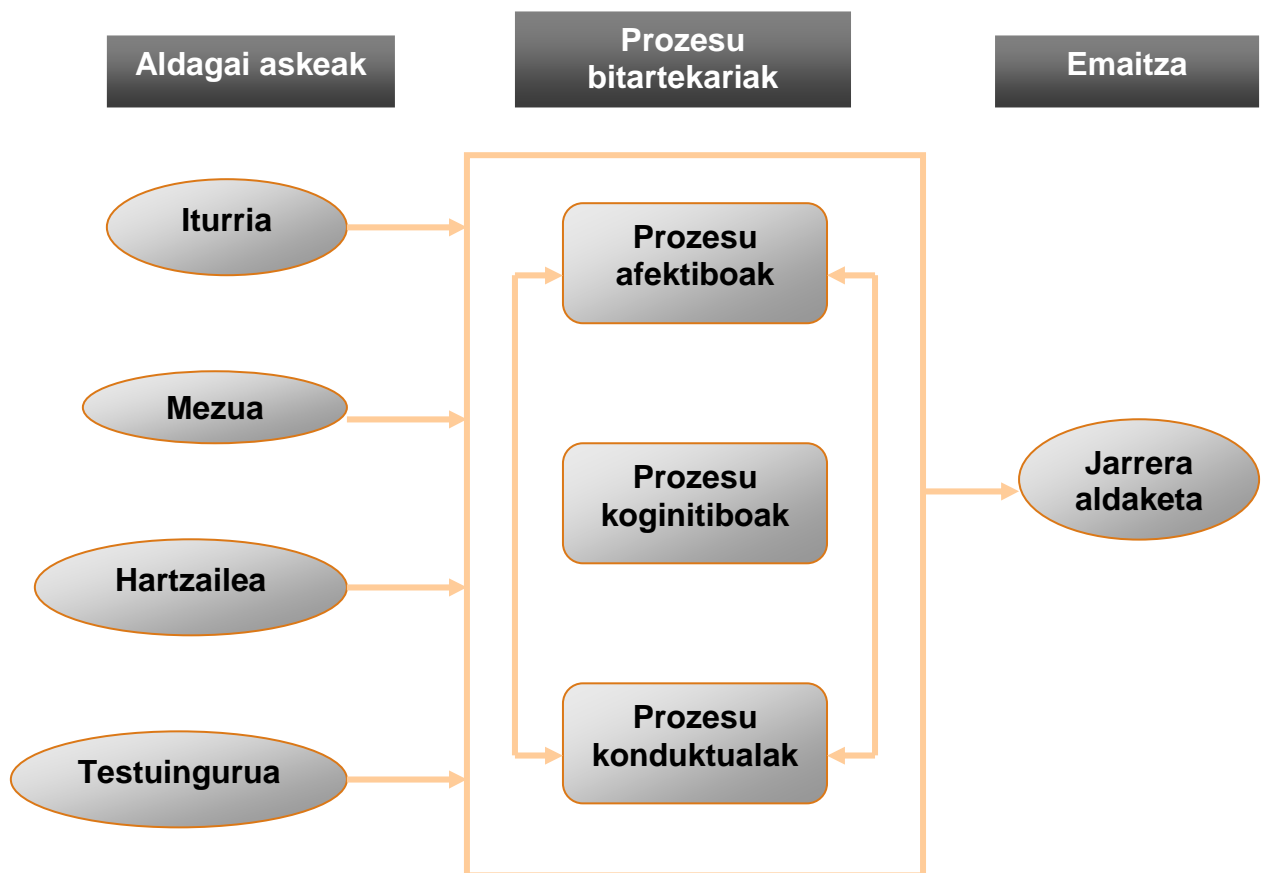 Aldagai askeak
Prozesu
bitartekariak
Emaitza
Iturria
Mezua
Hartzailea
Testuingurua
Prozesu
afektiboak
Prozesu
koginitiboak
Prozesu
konduktualak
Jarrera
aldaketa